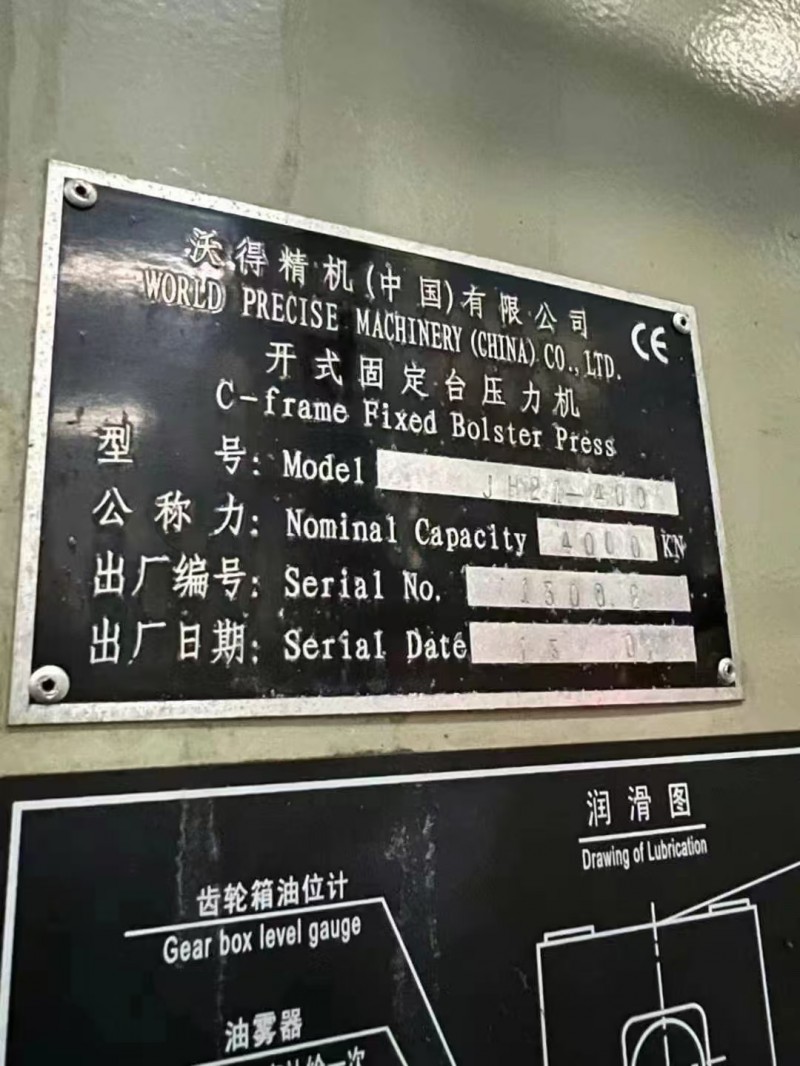 沃得精机(中国)有限公司
WORLD PRECISE MACHINERY (CHINA) CO., LTD.
CE
开式固定台压力机
C-frame Fixed Bolster Press
型 号: Model JH21-400
公称力: Nominal Capacity 4000 KN
出厂编号: Serial No.
出厂日期: Serial Date
润滑图
Drawing of Lubrication
齿轮箱油位计
Gear box level gauge
油雾器